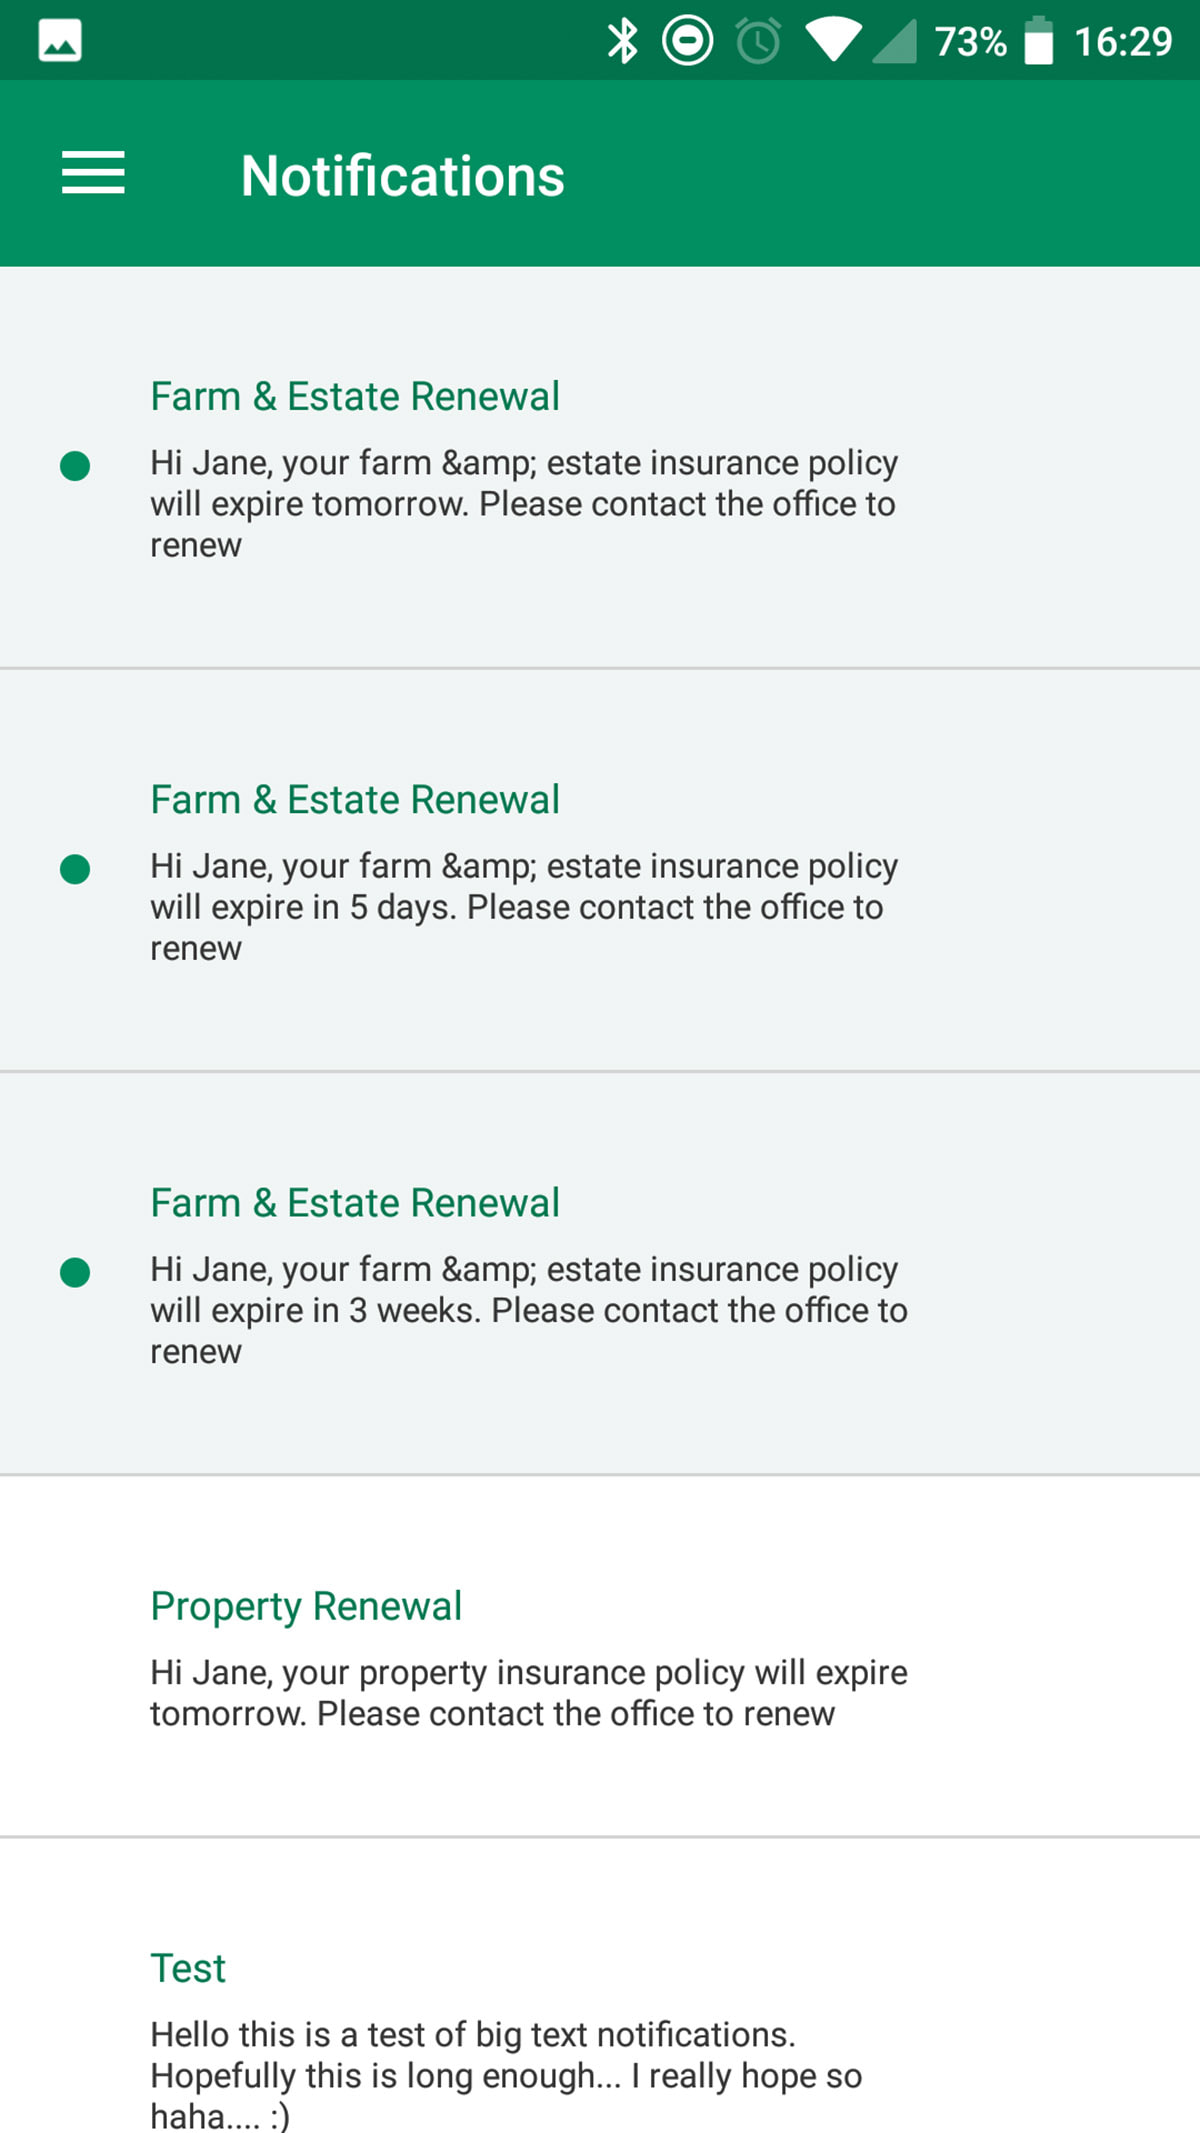 73% 16:29
Notifications
Farm & Estate Renewal
Hi Jane, your farm &amp; estate insurance policy
will expire tomorrow. Please contact the office to
renew
Farm & Estate Renewal
Hi Jane, your farm &amp; estate insurance policy
will expire in 5 days. Please contact the office to
renew
Farm & Estate Renewal
Hi Jane, your farm &amp; estate insurance policy
will expire in 3 weeks. Please contact the office to
renew
Property Renewal
Hi Jane, your property insurance policy will expire
tomorrow. Please contact the office to renew
Test
Hello this is a test of big text notifications.
Hopefully this is long enough... I really hope so
haha.... :)